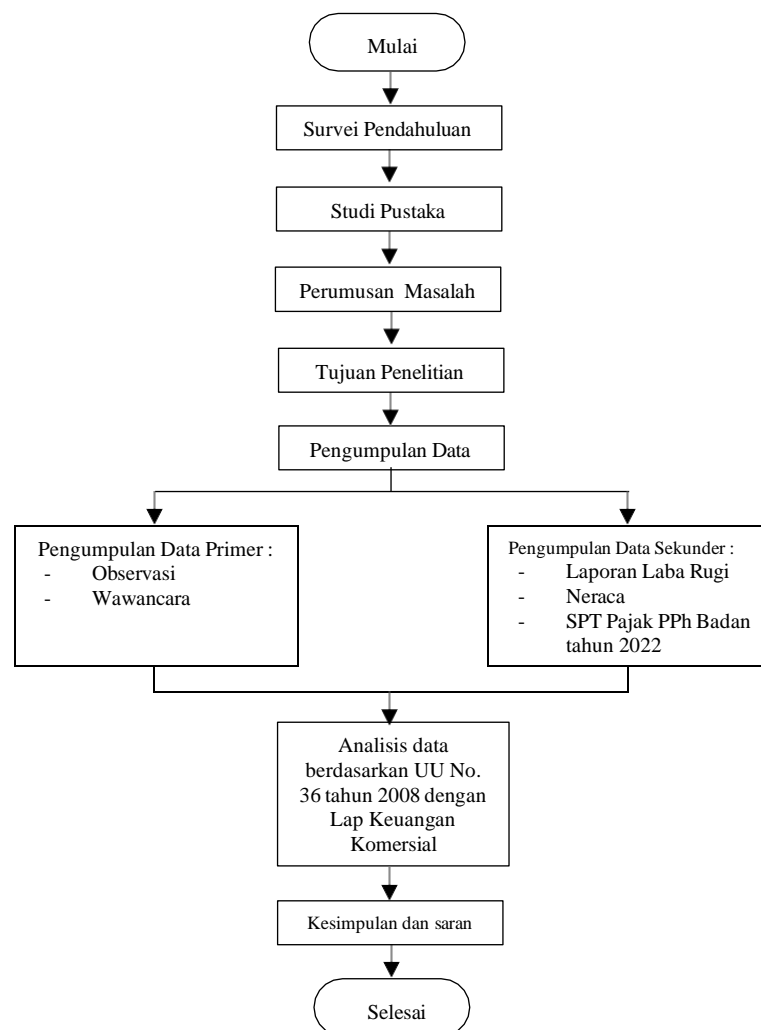 Mulai
Survei Pendahuluan
Studi Pustaka
Perumusan Masalah
Tujuan Penelitian
Pengumpulan Data
Pengumpulan Data Primer :
- Observasi
- Wawancara
Pengumpulan Data Sekunder :
- Laporan Laba Rugi
- Neraca
- SPT Pajak PPh Badan
tahun 2022
Analisis data
berdasarkan UU No.
36 tahun 2008 dengan
Lap Keuangan
Komersial
Kesimpulan dan saran
Selesai